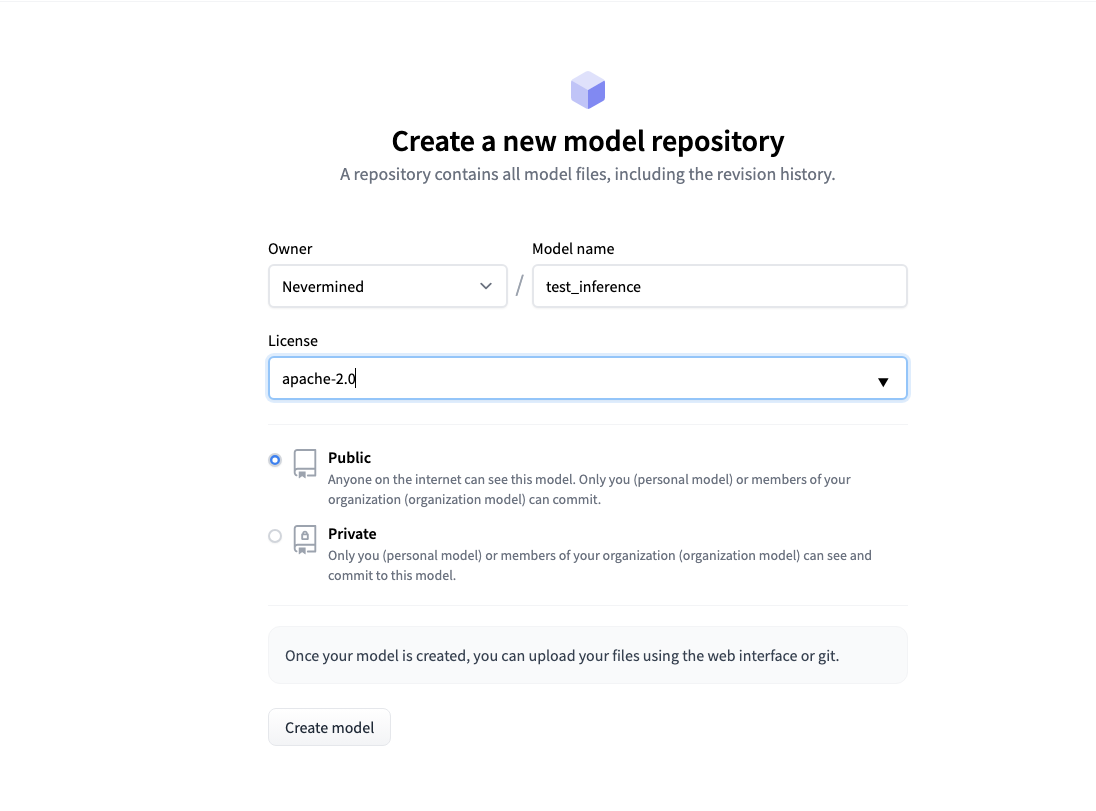 Create a new model repository
A repository contains all model files, including the revision history.
Owner
Model name
Nevermined
/
test_inference
License
apache-2.0
Public
Anyone on the internet can see this model. Only you (personal model) or members of your
organization (organization model) can commit.
Private
Only you (personal model) or members of your organization (organization model) can see and
commit to this model.
Once your model is created, you can upload your files using the web interface or git.
Create model